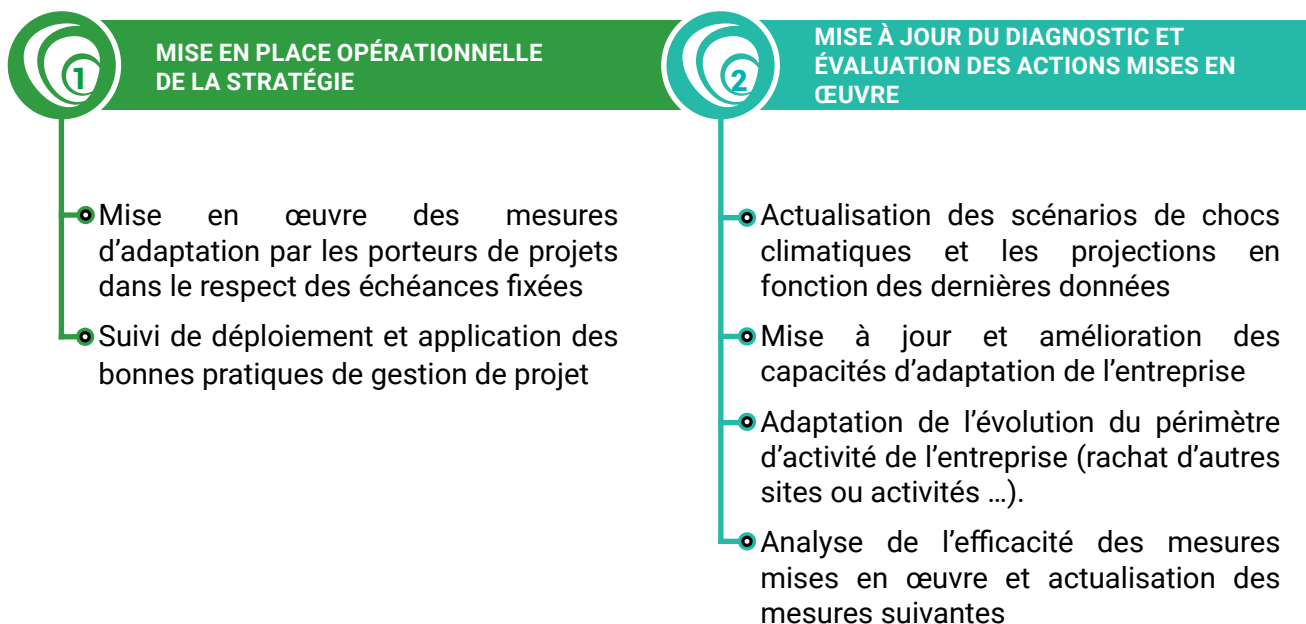 1
MISE EN PLACE OPÉRATIONNELLE
DE LA STRATÉGIE
Mise en œuvre des mesures
d’adaptation par les porteurs de projets
dans le respect des échéances fixées
Suivi de déploiement et application des
bonnes pratiques de gestion de projet
2
MISE À JOUR DU DIAGNOSTIC ET
ÉVALUATION DES ACTIONS MISES EN
ŒUVRE
Actualisation des scénarios de chocs
climatiques et les projections en
fonction des dernières données
Mise à jour et amélioration des
capacités d’adaptation de l’entreprise
Adaptation de l’évolution du périmètre
d’activité de l’entreprise (rachat d’autres
sites ou activités …).
Analyse de l’efficacité des mesures
mises en œuvre et actualisation des
mesures suivantes